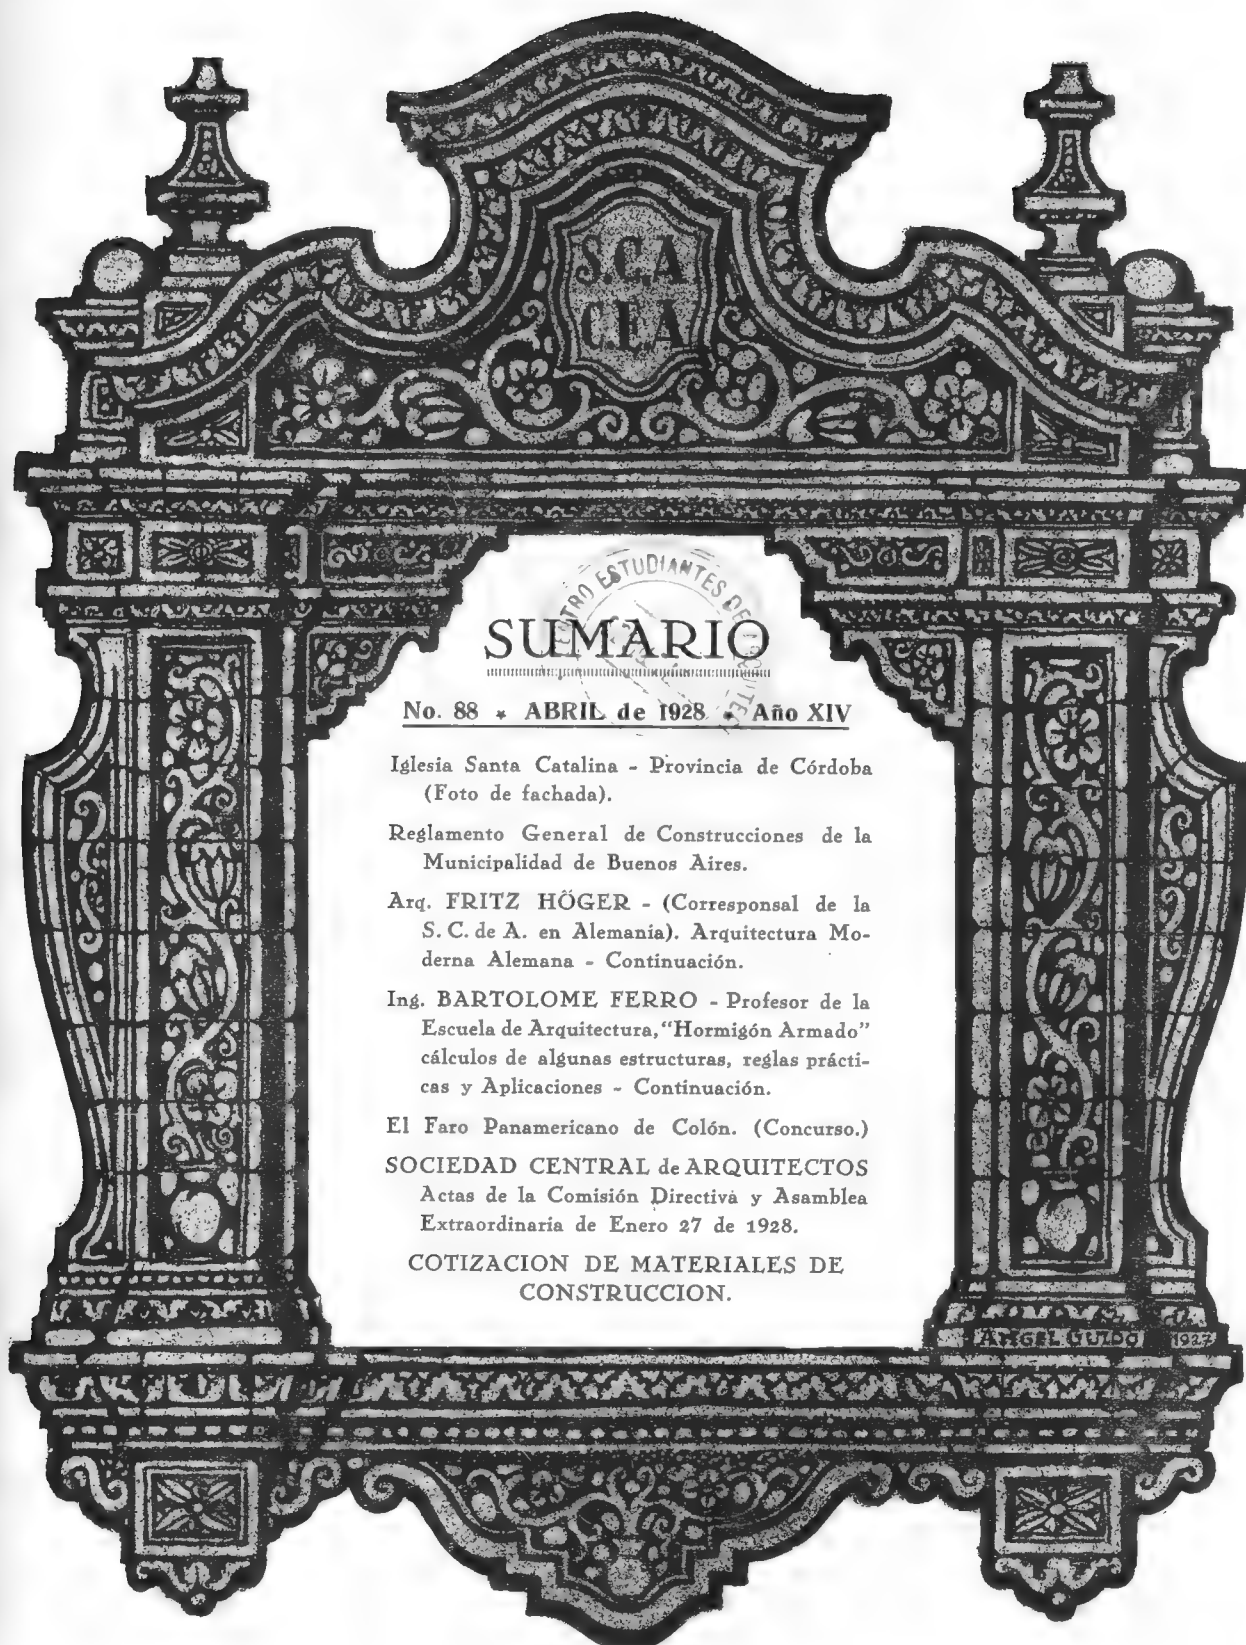 S.C.A
C.E.A
CENTRO ESTUDIANTES DE ARQUITEC
SUMARIO
No. 88 * ABRIL de 1928 * Año XIV
Iglesia Santa Catalina - Provincia de Córdoba
(Foto de fachada).
Reglamento General de Construcciones de la
Municipalidad de Buenos Aires.
Arq. FRITZ HÖGER - (Corresponsal de la
S. C. de A. en Alemania). Arquitectura Mo-
derna Alemana - Continuación.
Ing. BARTOLOME FERRO - Profesor de la
Escuela de Arquitectura, "Hormigón Armado"
cálculos de algunas estructuras, reglas prácti-
cas y Aplicaciones - Continuación.
El Faro Panamericano de Colón. (Concurso.)
SOCIEDAD CENTRAL de ARQUITECTOS
Actas de la Comisión Directiva y Asamblea
Extraordinaria de Enero 27 de 1928.
COTIZACION DE MATERIALES DE
CONSTRUCCION.
ANGEL GUIDO 1927